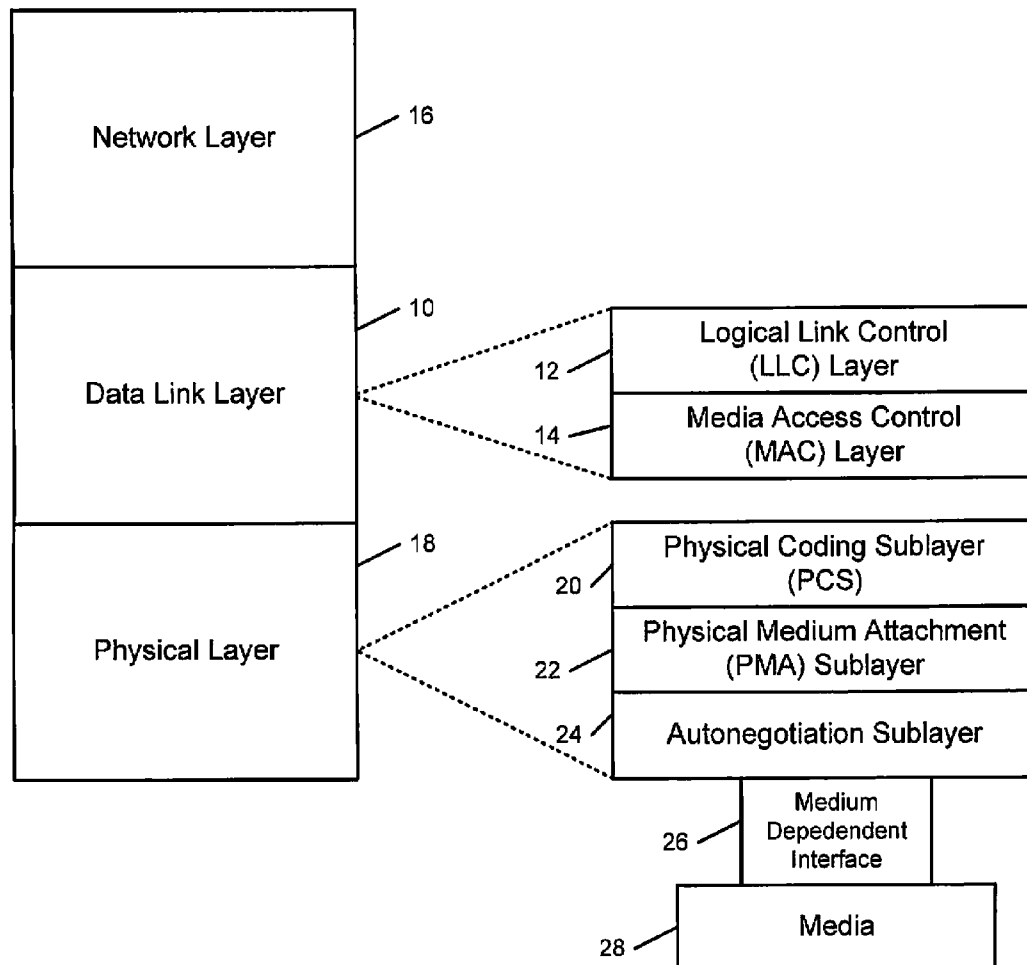 Network Layer
16
Data Link Layer
10
Physical Layer
18
12
Logical Link Control
(LLC) Layer
14
Media Access Control
(MAC) Layer
20
Physical Coding Sublayer
(PCS)
22
Physical Medium Attachment
(PMA) Sublayer
24
Autonegotiation Sublayer
26
Medium
Depedendent
Interface
28
Media